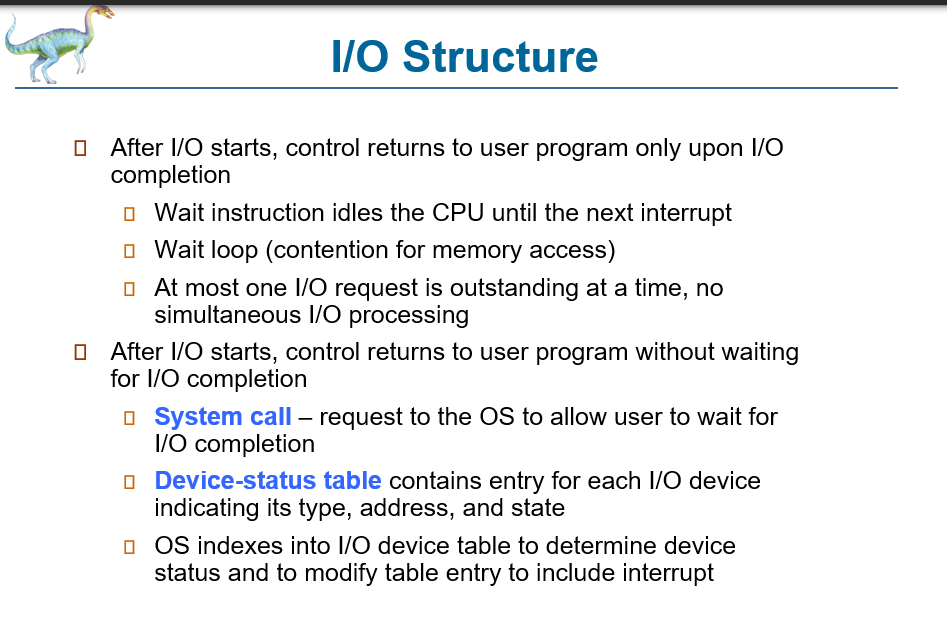 I/O Structure
After I/O starts, control returns to user program only upon I/O
completion
Wait instruction idles the CPU until the next interrupt
Wait loop (contention for memory access)
At most one I/O request is outstanding at a time, no
simultaneous I/O processing
After I/O starts, control returns to user program without waiting
for I/O completion
System call – request to the OS to allow user to wait for
I/O completion
Device-status table contains entry for each I/O device
indicating its type, address, and state
OS indexes into I/O device table to determine device
status and to modify table entry to include interrupt